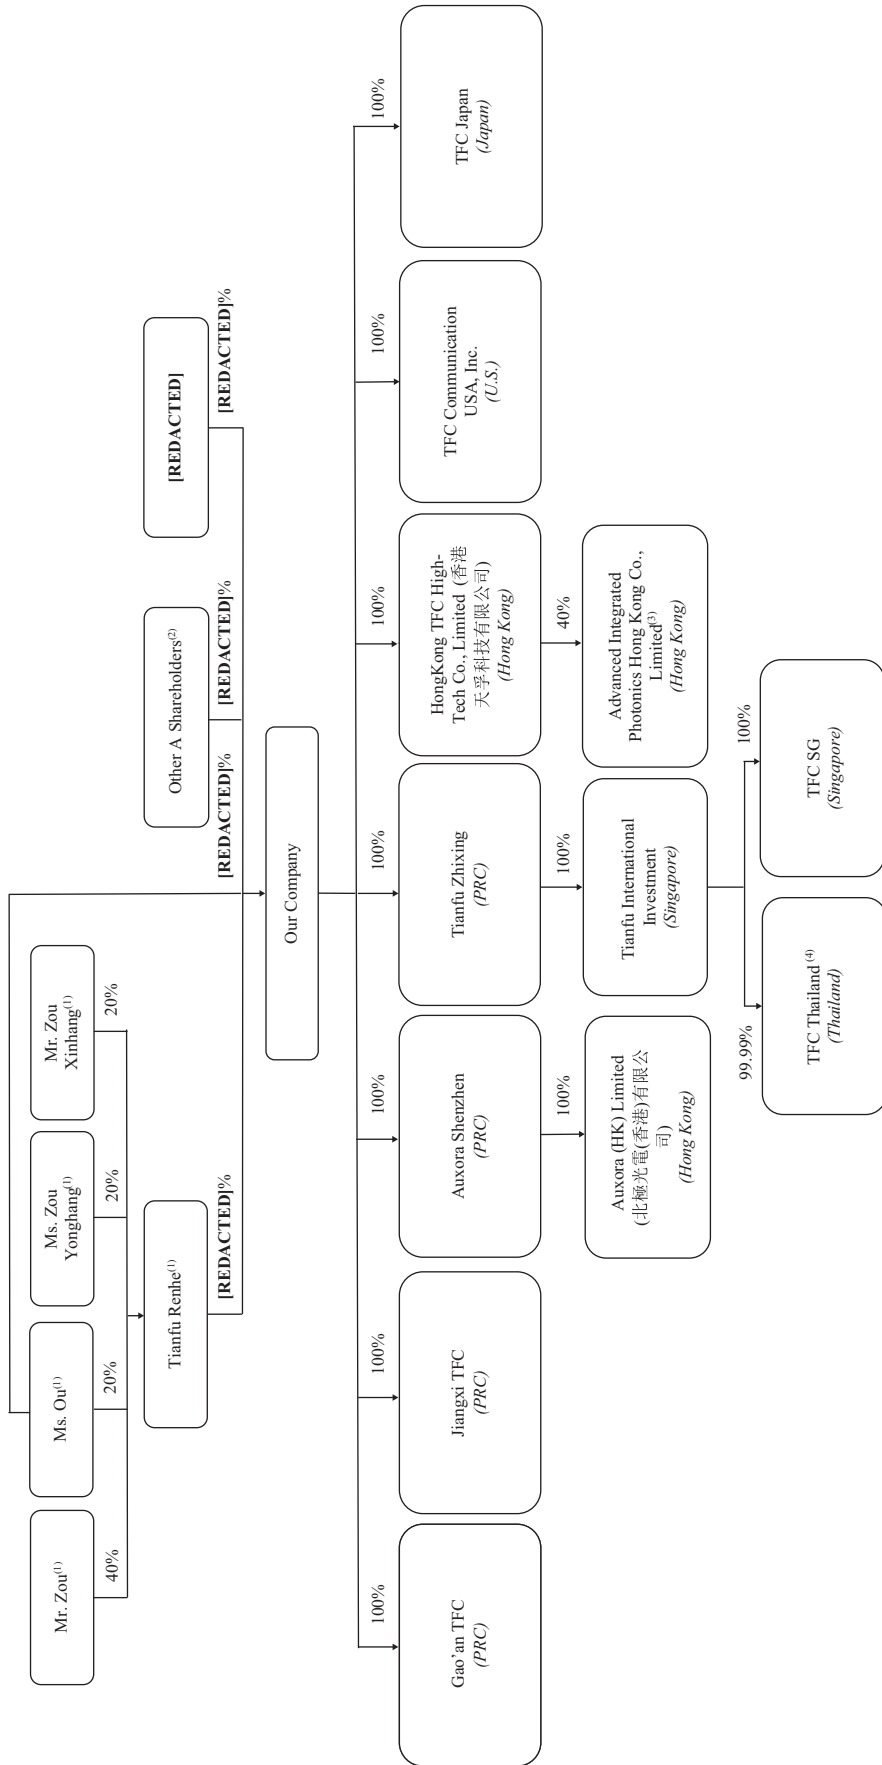 Mr. Zou(1)
Ms. Ou(1)
Ms. Zou
Yonghang(1)
Mr. Zou
Xinhang(1)
40%
20%
20%
20%
Tianfu Renhe(1)
Other A Shareholders(2)
[REDACTED]
[REDACTED]%
[REDACTED]%
[REDACTED]%
[REDACTED]%
Our Company
100%
100%
100%
100%
100%
100%
100%
Gao’an TFC
(PRC)
Jiangxi TFC
(PRC)
Auxora Shenzhen
(PRC)
Tianfu Zhixing
(PRC)
HongKong TFC High-
Tech Co., Limited (香港
天孚科技有限公司)
(Hong Kong)
TFC Communication
USA, Inc.
(U.S.)
TFC Japan
(Japan)
100%
100%
40%
Auxora (HK) Limited
(北極光電(香港)有限公
司)
(Hong Kong)
Tianfu International
Investment
(Singapore)
Advanced Integrated
Photonics Hong Kong Co.,
Limited(3)
(Hong Kong)
99.99%
100%
TFC Thailand (4)
(Thailand)
TFC SG
(Singapore)